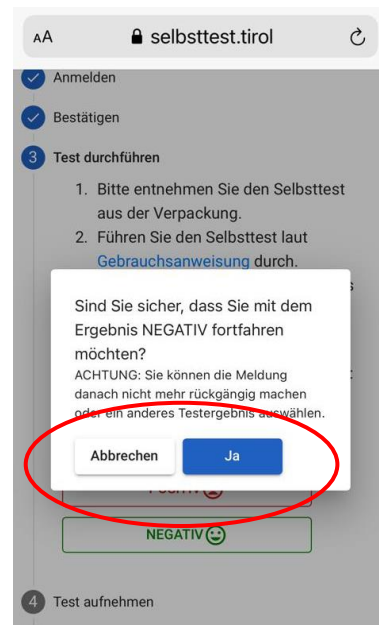 AA selbsttest.tirol
Anmelden
Bestätigen
3 Test durchführen
1. Bitte entnehmen Sie den Selbsttest
aus der Verpackung.
2. Führen Sie den Selbsttest laut
Gebrauchsanweisung durch.
Sind Sie sicher, dass Sie mit dem
Ergebnis NEGATIV fortfahren
möchten?
ACHTUNG: Sie können die Meldung
danach nicht mehr rückgängig machen
oder ein anderes Testergebnis auswählen.
Abbrechen Ja
POSITIV
NEGATIV
4 Test aufnehmen